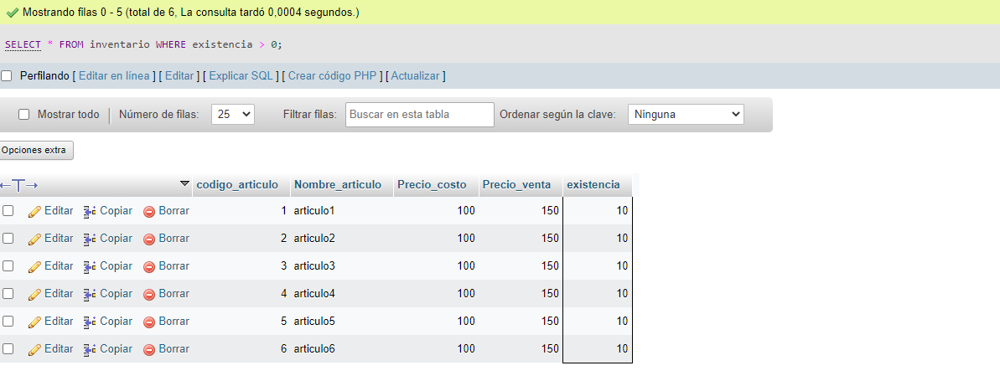 Mostrando filas 0 - 5 (total de 6, La consulta tardó 0,0004 segundos.)
SELECT * FROM inventario WHERE existencia > 0;
Perfilando [ Editar en línea ] [ Editar ] [ Explicar SQL ] [ Crear código PHP ] [ Actualizar ]
Mostrar todo | Número de filas: 25 Filtrar filas: Buscar en esta tabla Ordenar según la clave: Ninguna
Opciones extra
←T→ codigo_articulo Nombre_articulo Precio_costo Precio_venta existencia
Editar Copiar Borrar 1 articulo1 100 150 10
Editar Copiar Borrar 2 articulo2 100 150 10
Editar Copiar Borrar 3 articulo3 100 150 10
Editar Copiar Borrar 4 articulo4 100 150 10
Editar Copiar Borrar 5 articulo5 100 150 10
Editar Copiar Borrar 6 articulo6 100 150 10